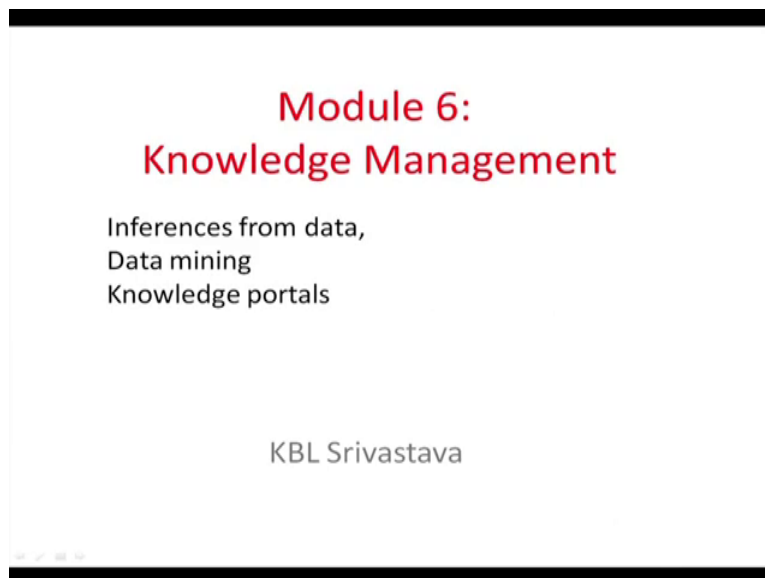 Module 6:
Knowledge Management
Inferences from data,
Data mining
Knowledge portals
KBL Srivastava